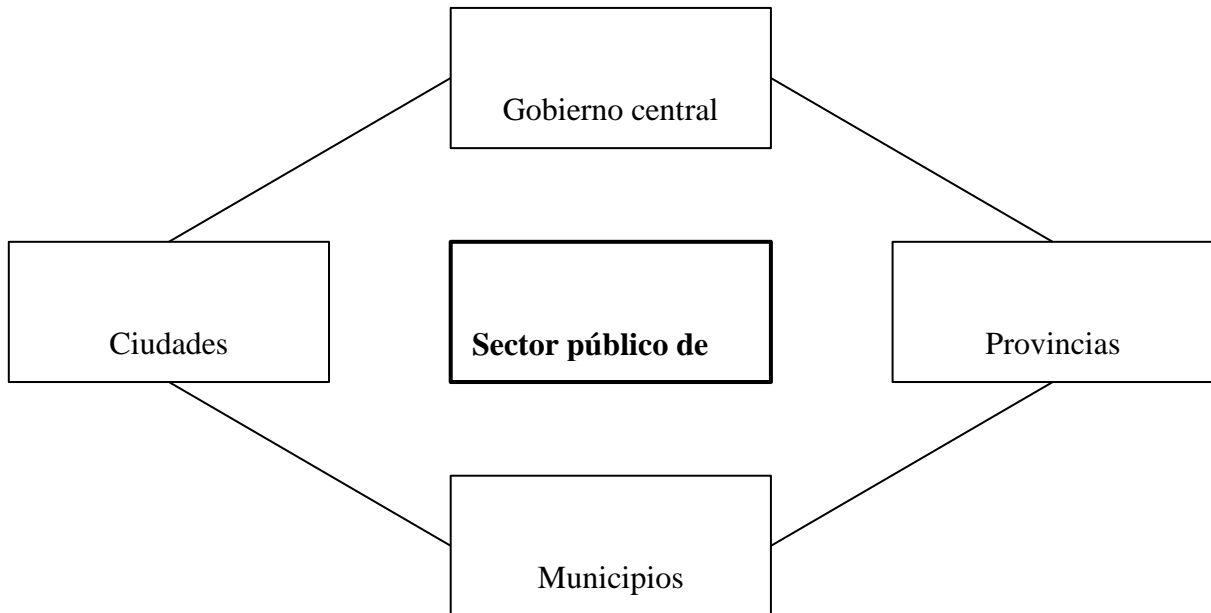 Gobierno central
Ciudades
Sector público de
Provincias
Municipios